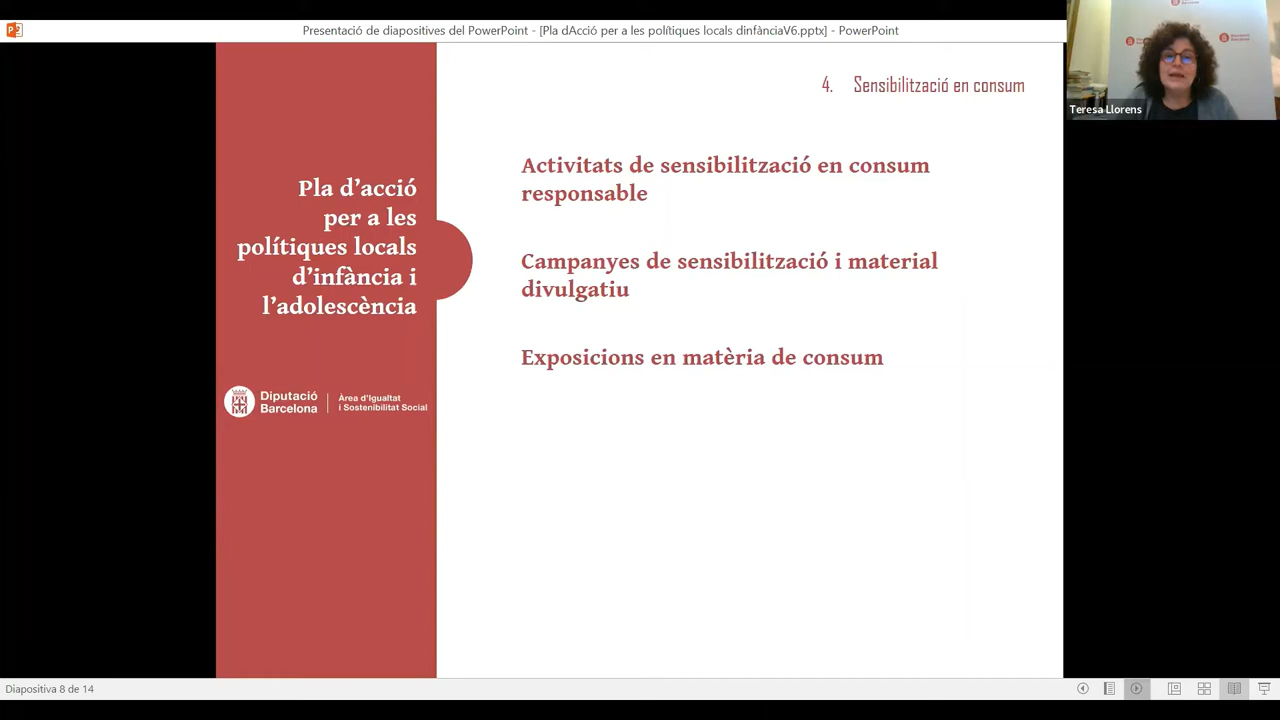 Presentació de diapositives del PowerPoint - [Pla dAcció per a les polítiques locals dinfànciaV6.pptx] - PowerPoint
Teresa Llorens
4. Sensibilització en consum
Pla d’acció
per a les
polítiques locals
d’infància i
l’adolescència
Diputació
Barcelona
Àrea d'Igualtat
i Sostenibilitat Social
Activitats de sensibilització en consum
responsable
Campanyes de sensibilització i material
divulgatiu
Exposicions en matèria de consum
Diapositiva 8 de 14